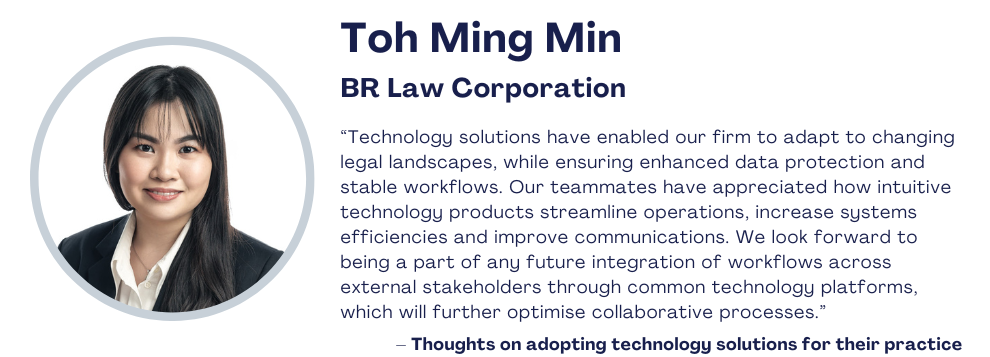 Toh Ming Min
BR Law Corporation
“Technology solutions have enabled our firm to adapt to changing
legal landscapes, while ensuring enhanced data protection and
stable workflows. Our teammates have appreciated how intuitive
technology products streamline operations, increase systems
efficiencies and improve communications. We look forward to
being a part of any future integration of workflows across
external stakeholders through common technology platforms,
which will further optimise collaborative processes.”
– Thoughts on adopting technology solutions for their practice